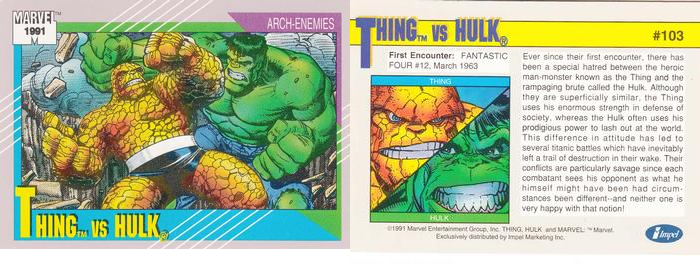 MARVEL™
1991
M
ARCH-ENEMIES
THING™ VS HULK®
THING™ VS HULK®
#103
First Encounter: FANTASTIC
FOUR #12, March 1963
THING
HULK
Ever since their first encounter, there has
been a special hatred between the heroic
man-monster known as the Thing and the
rampaging brute called the Hulk. Although
they are superficially similar, the Thing
uses his enormous strength in defense of
society, whereas the Hulk often uses his
prodigious power to lash out at the world.
This difference in attitude has led to
several titanic battles which have inevitably
left a trail of destruction in their wake. Their
conflicts are particularly savage since each
combatant sees his opponent as what he
himself might have been had circum-
stances been different--and neither one is
very happy with that notion!
©1991 Marvel Entertainment Group, Inc. THING, HULK and MARVEL: ™ Marvel.
Exclusively distributed by Impel Marketing Inc.
Impel